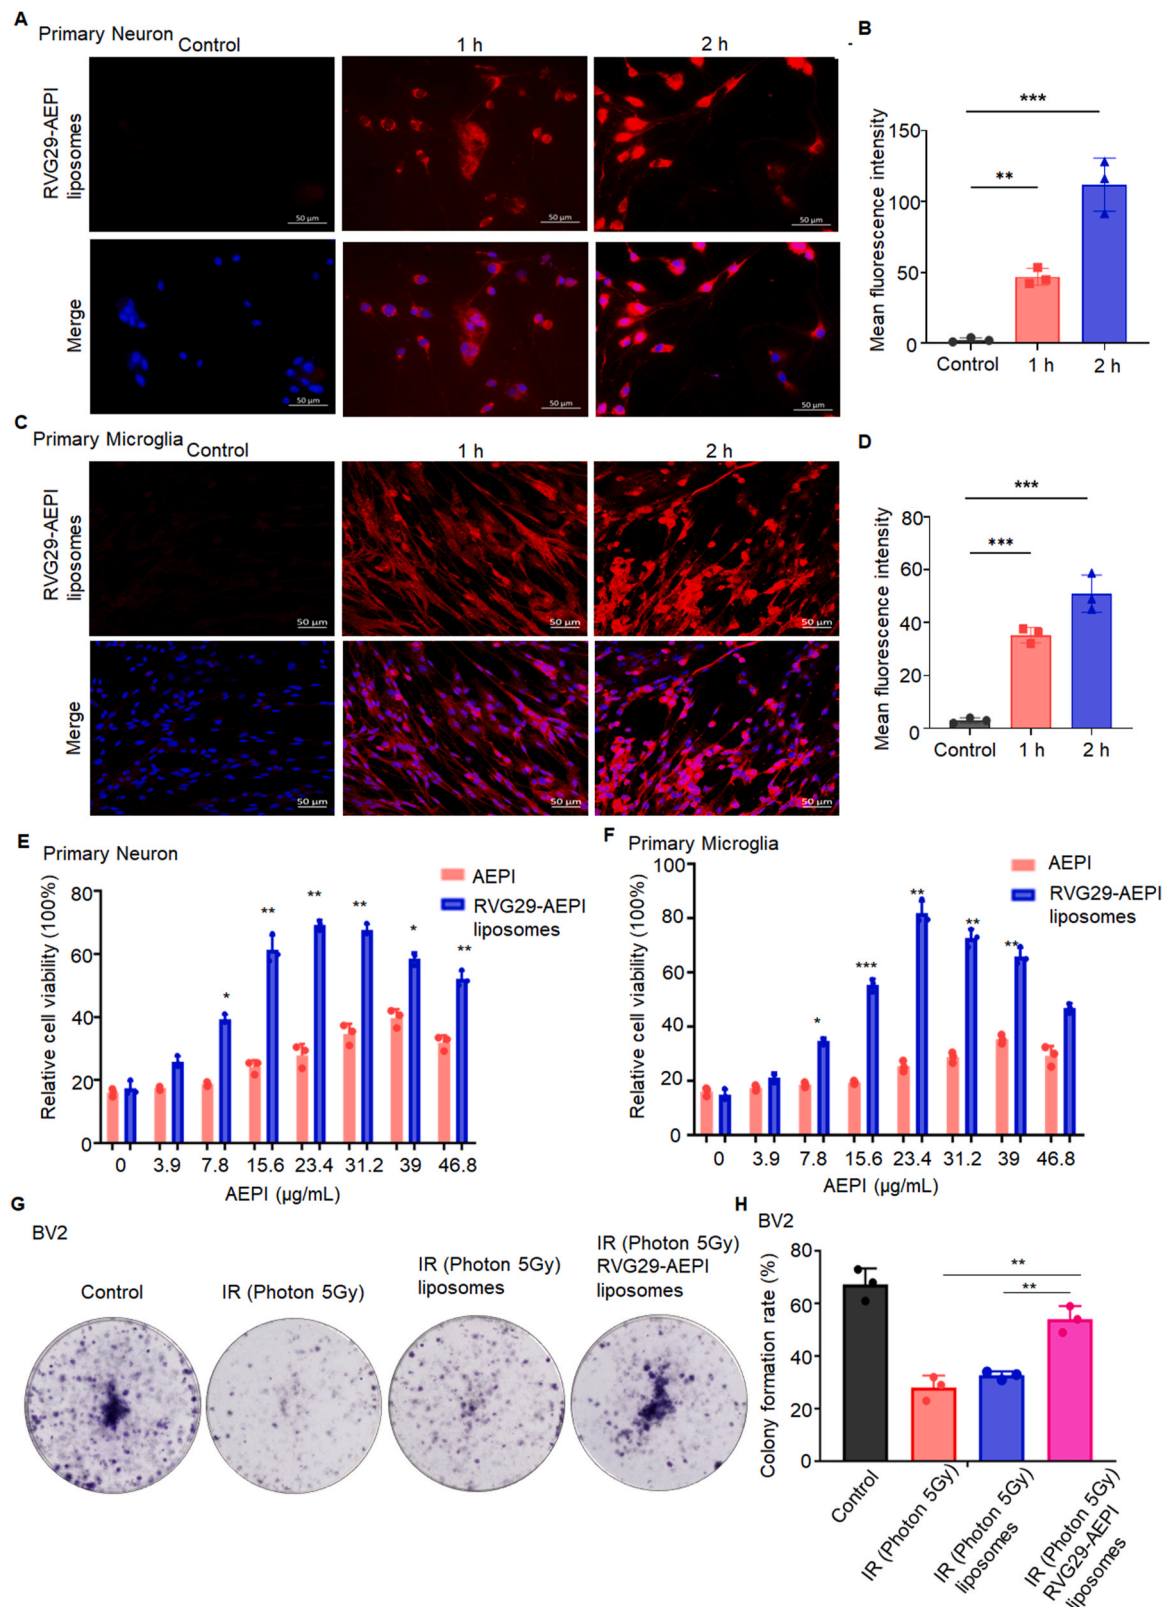 A
Primary Neuron
Control
1 h
2 h
RVG29-AEPI
liposomes
50 µm
50 µm
50 µm
Merge
50 µm
50 µm
50 µm
B
Mean fluorescence intensity
150
100
50
0
***
**
Control
1 h
2 h
C
Primary Microglia
Control
1 h
2 h
RVG29-AEPI
liposomes
50 µm
50 µm
50 µm
Merge
50 µm
50 µm
50 µm
D
Mean fluorescence intensity
80
60
40
20
0
***
***
Control
1 h
2 h
E
Primary Neuron
AEPI
RVG29-AEPI
liposomes
Relative cell viability (100%)
80
60
40
20
0
*
**
**
**
*
**
0 3.9 7.8 15.6 23.4 31.2 39 46.8
AEPI (µg/mL)
F
Primary Microglia
AEPI
RVG29-AEPI
liposomes
Relative cell viability (100%)
100
80
60
40
20
0
*
***
**
**
**
0 3.9 7.8 15.6 23.4 31.2 39 46.8
AEPI (µg/mL)
G
BV2
Control
IR (Photon 5Gy)
IR (Photon 5Gy)
liposomes
IR (Photon 5Gy)
RVG29-AEPI
liposomes
H
BV2
Colony formation rate (%)
80
60
40
20
0
**
**
Control
IR (Photon 5Gy)
IR (Photon 5Gy)
liposomes
IR (Photon 5Gy)
RVG29-AEPI
liposomes